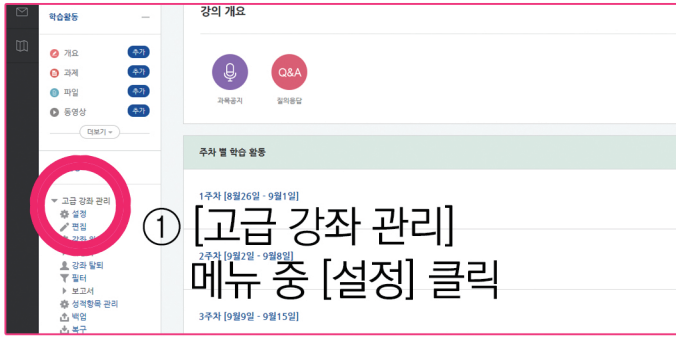 학습활동
개요 추가
과제 추가
파일 추가
동영상 추가
더보기
고급 강좌 관리
설정
편집
강좌 탈퇴
필터
보고서
성적항목 관리
백업
복구
강의 개요
Q&A
과목공지 질의응답
주차 별 학습 활동
1주차 [8월26일 - 9월1일]
① [고급 강좌 관리]
2주차 [9월2일 - 9월8일]
메뉴 중 [설정] 클릭
3주차 [9월9일 - 9월15일]